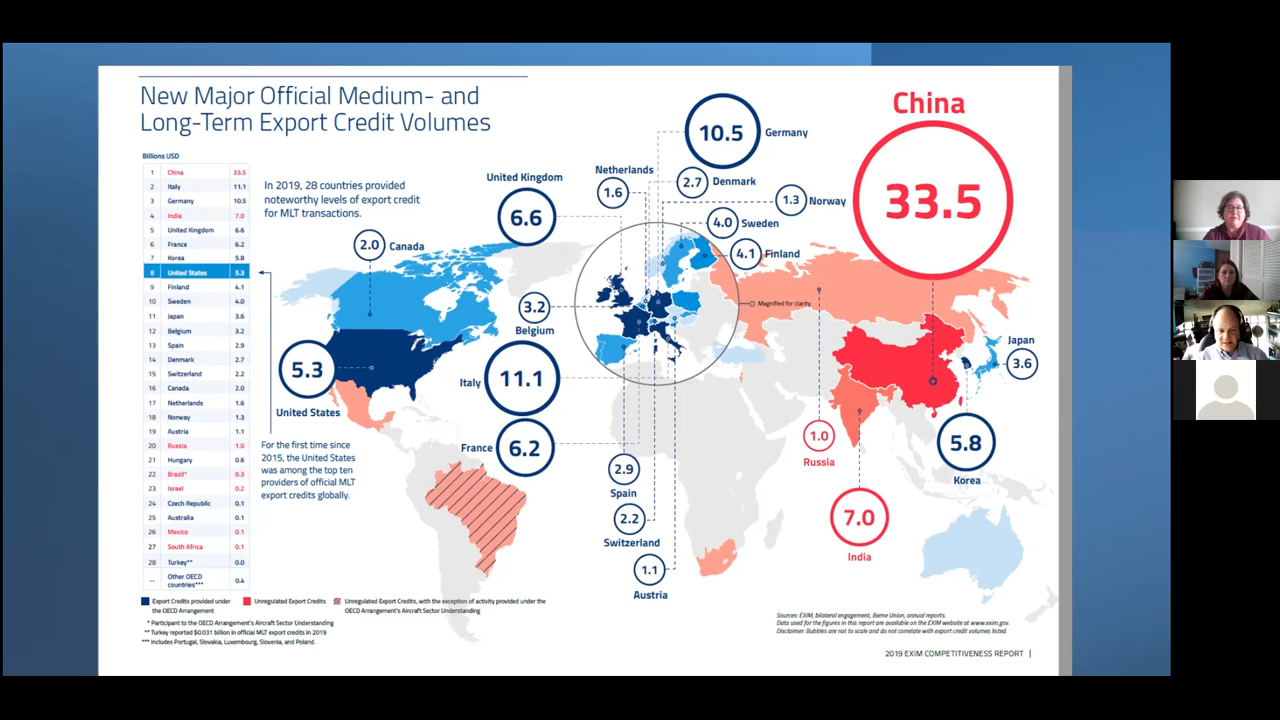 New Major Official Medium- and
Long-Term Export Credit Volumes
Billions USD
1 China 33.5
2 Italy 11.1
3 Germany 10.5
4 India 7.0
5 United Kingdom 6.6
6 France 6.2
7 Korea 5.8
8 United States 5.3
9 Finland 4.1
10 Sweden 4.0
11 Japan 3.6
12 Belgium 3.2
13 Spain 2.9
14 Denmark 2.7
15 Switzerland 2.2
16 Canada 2.0
17 Netherlands 1.6
18 Norway 1.3
19 Austria 1.1
20 Russia 1.0
21 Hungary 0.6
22 Brazil* 0.3
23 Israel 0.2
24 Czech Republic 0.1
25 Australia 0.1
26 Mexico 0.1
27 South Africa 0.1
28 Turkey** 0.0
-- Other OECD
countries*** 0.4
In 2019, 28 countries provided
noteworthy levels of export credit
for MLT transactions.
2.0 Canada
5.3
United States
For the first time since
2015, the United States
was among the top ten
providers of official MLT
export credits globally.
United Kingdom
6.6
Netherlands
1.6
10.5 Germany
2.7 Denmark
1.3 Norway
4.0 Sweden
4.1 Finland
3.2
Belgium
Italy 11.1
France 6.2
Magnified for clarity
2.9
Spain
2.2
Switzerland
1.1
Austria
China
33.5
Japan
3.6
1.0
Russia
5.8
Korea
7.0
India
Export Credits provided under
the OECD Arrangement
Unregulated Export Credits
Unregulated Export Credits, with the exception of activity provided under the
OECD Arrangement's Aircraft Sector Understanding
* Participant to the OECD Arrangement's Aircraft Sector Understanding
** Turkey reported $0.031 billion in official MLT export credits in 2019
*** Includes Portugal, Slovakia, Luxembourg, Slovenia, and Poland.
Sources: EXIM, bilateral engagement, Berne Union, annual reports.
Data used for the figures in this report are available on the EXIM website at www.exim.gov.
Disclaimer: Bubbles are not to scale and do not correlate with export credit volumes listed.
2019 EXIM COMPETITIVENESS REPORT |